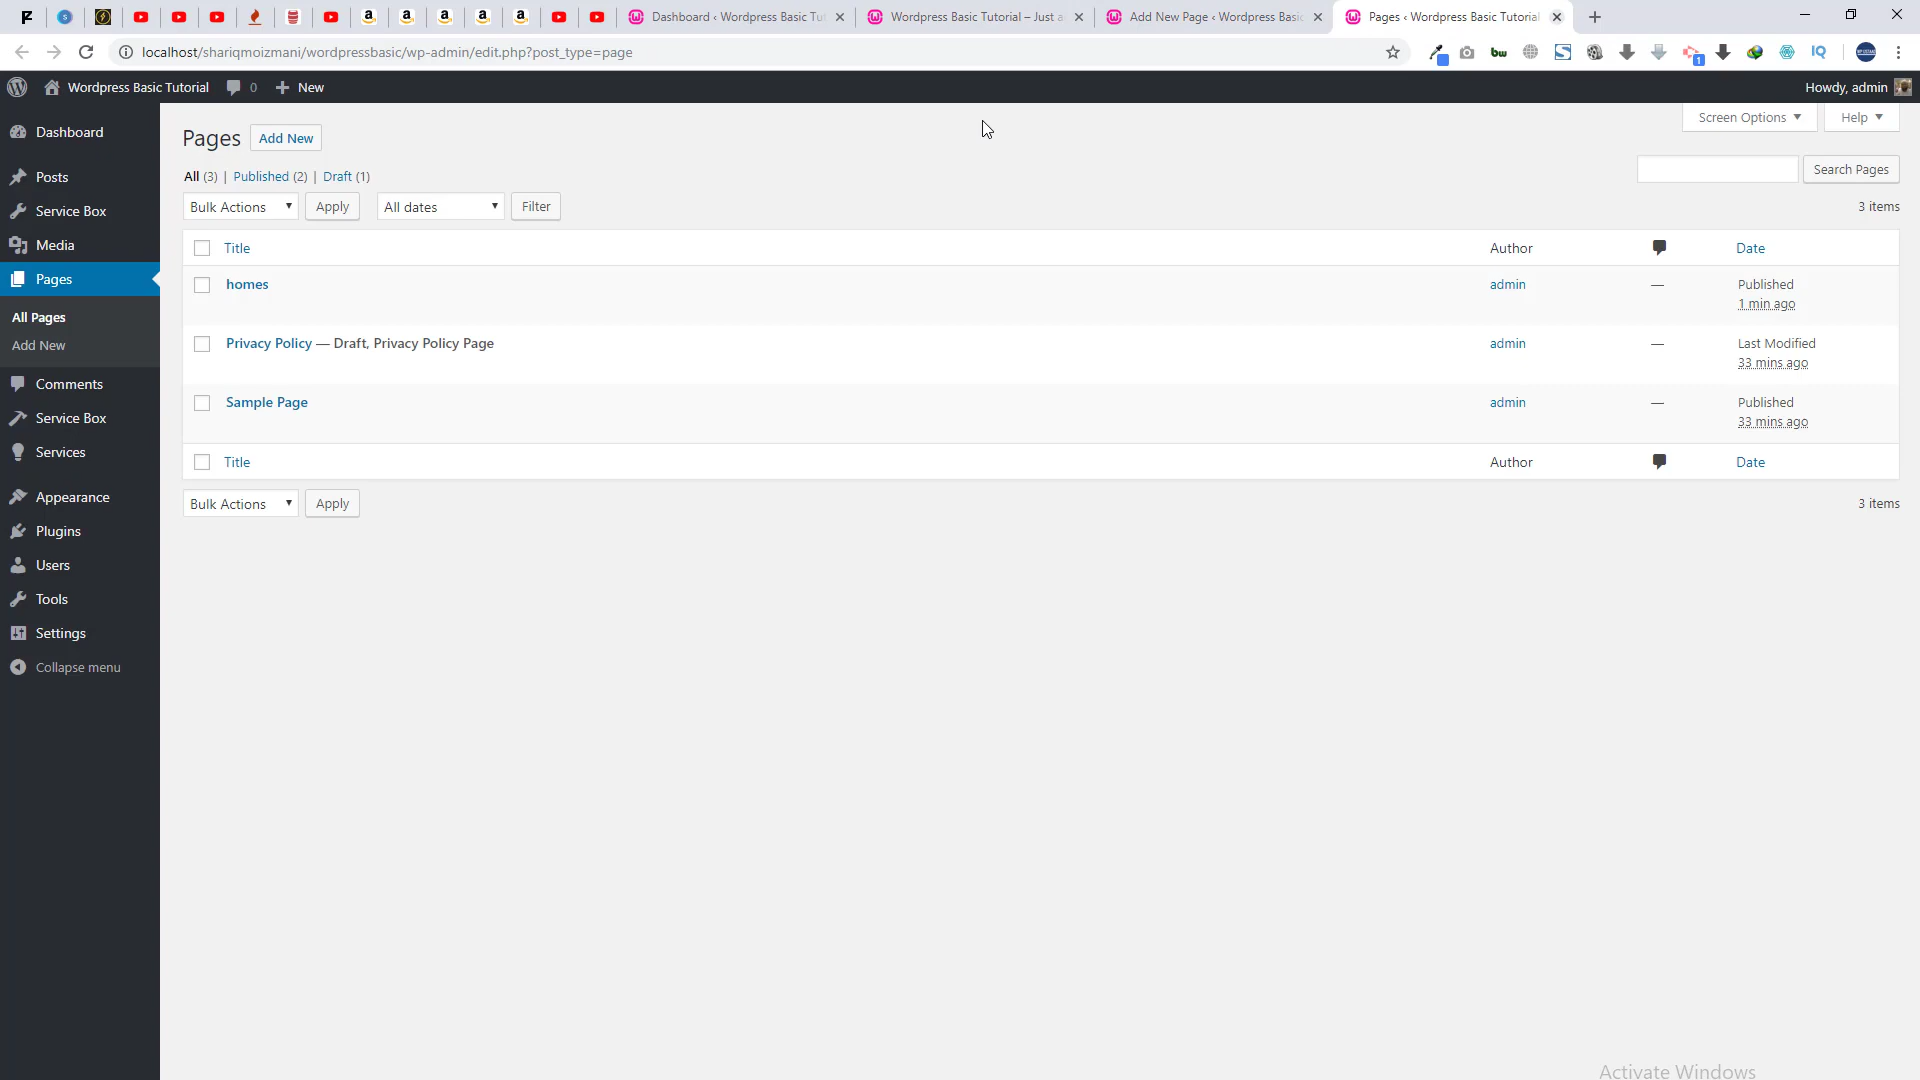 Dashboard ‹ Wordpress Basic Tut
Wordpress Basic Tutorial – Just a
Add New Page ‹ Wordpress Basic
Pages ‹ Wordpress Basic Tutorial
localhost/shariqmoizmani/wordpressbasic/wp-admin/edit.php?post_type=page
bw
1
IQ
Wordpress Basic Tutorial
0
New
Howdy, admin
Dashboard
Posts
Service Box
Media
Pages
All Pages
Add New
Comments
Service Box
Services
Appearance
Plugins
Users
Tools
Settings
Collapse menu
Screen Options
Help
Pages
Add New
All (3) | Published (2) | Draft (1)
Search Pages
Bulk Actions
Apply
All dates
Filter
3 items
Title
Author
Date
homes
admin
—
Published
1 min ago
Privacy Policy — Draft, Privacy Policy Page
admin
—
Last Modified
33 mins ago
Sample Page
admin
—
Published
33 mins ago
Title
Author
Date
Bulk Actions
Apply
3 items
Activate Windows